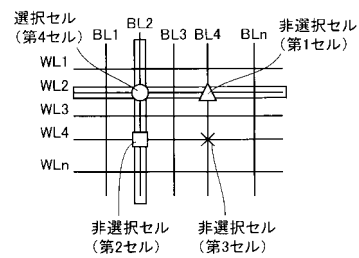 選択セル
(第4セル)
非選択セル
(第1セル)
BL1 BL2 BL3 BL4 BLn
WL1
WL2
WL3
WL4
WLn
非選択セル
(第2セル)
非選択セル
(第3セル)